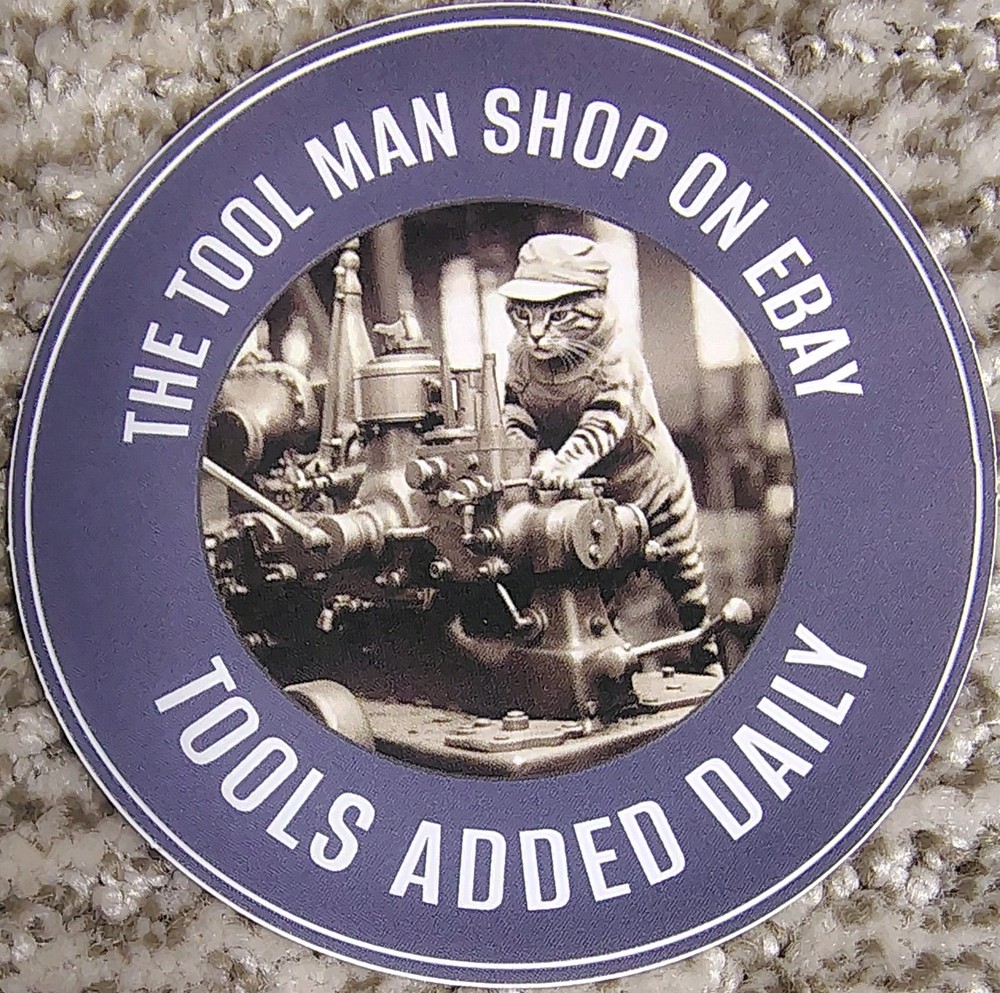 THE TOOL MAN SHOP ON EBAY
TOOLS ADDED DAILY